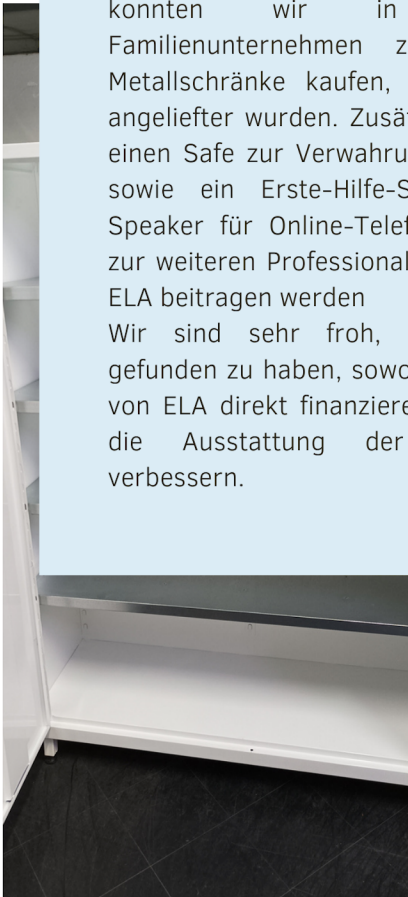 konnten wir in
Familienunternehmen z
Metallschränke kaufen,
angeliefter wurden. Zusät
einen Safe zur Verwahru
sowie ein Erste-Hilfe-S
Speaker für Online-Telef
zur weiteren Professional
ELA beitragen werden
Wir sind sehr froh,
gefunden zu haben, sowo
von ELA direkt finanziere
die Ausstattung der
verbessern.